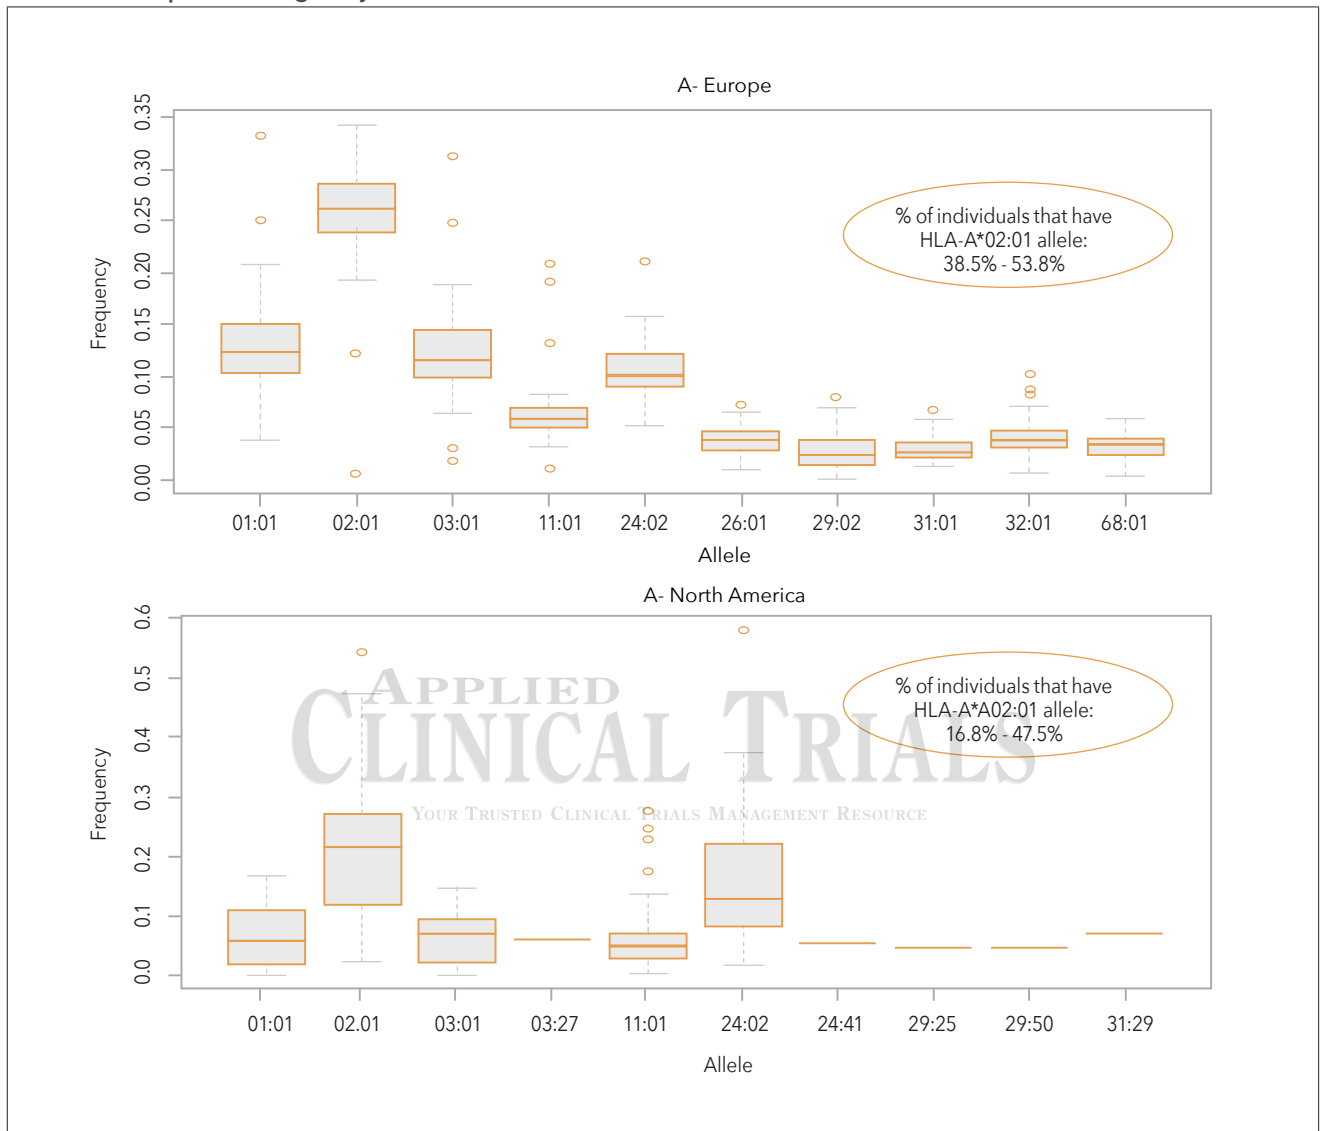 A- Europe
0.35
0.30
0.25
0.20
0.15
0.10
0.05
0.00
Frequency
% of individuals that have
HLA-A*02:01 allele:
38.5% - 53.8%
01:01 02:01 03:01 11:01 24:02 26:01 29:02 31:01 32:01 68:01
Allele
A- North America
0.6
0.5
0.4
0.3
0.2
0.1
0.0
Frequency
% of individuals that have
HLA-A*A02:01 allele:
16.8% - 47.5%
APPLIED
CLINICAL TRIALS
YOUR TRUSTED CLINICAL TRIALS MANAGEMENT RESOURCE
01:01 02.01 03:01 03:27 11:01 24:02 24:41 29:25 29:50 31:29
Allele